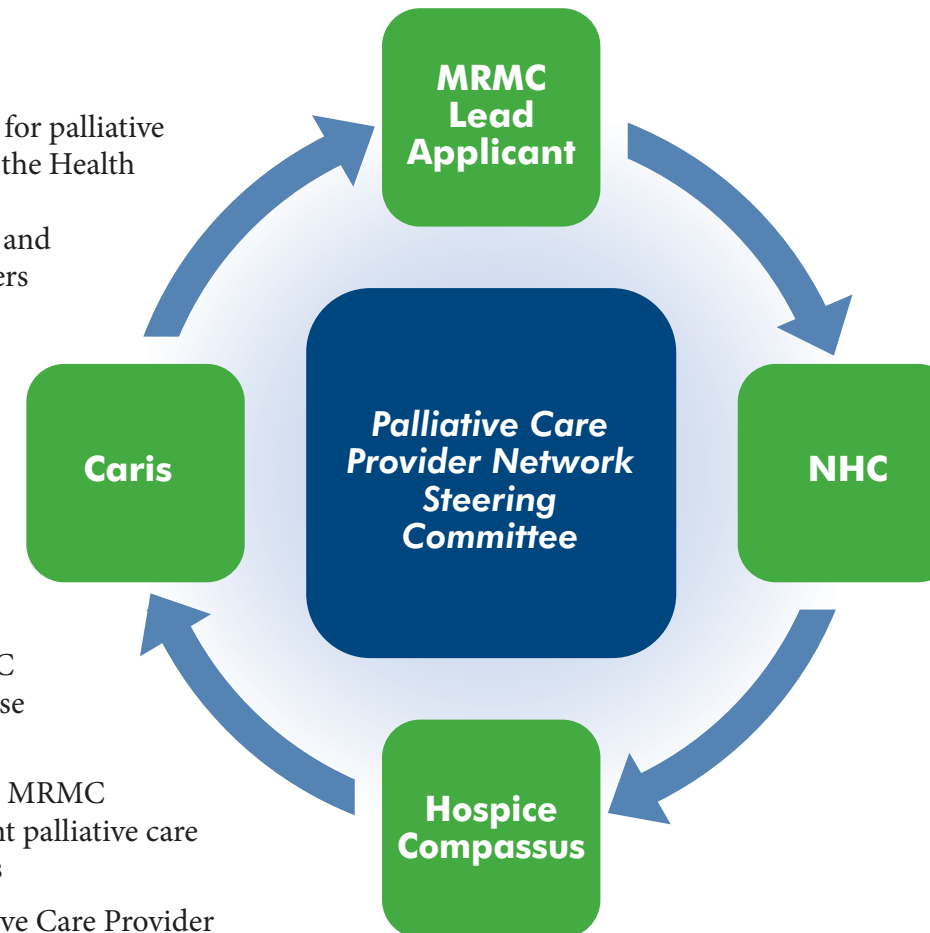 for palliative
the Health
and
ers
C
se
MRMC
nt palliative care
s
ve Care Provider
MRMC
Lead
Applicant
NHC
Hospice
Compassus
Caris
Palliative Care
Provider Network
Steering
Committee